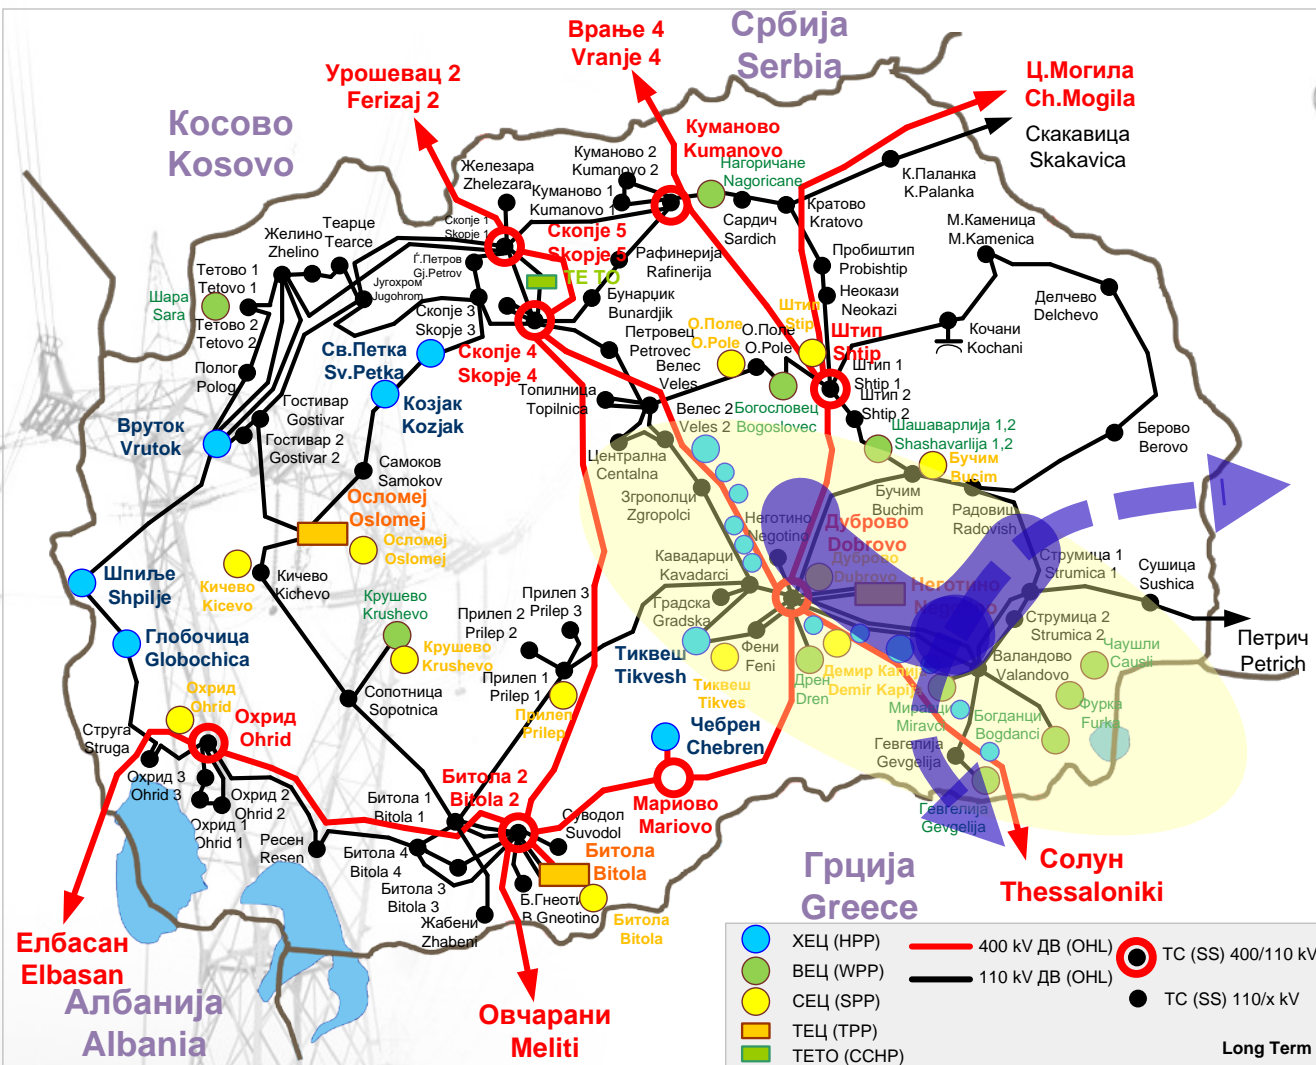 Врање 4
Vranje 4
Србија
Serbia
Урошевац 2
Ferizaj 2
Ц.Могила
Ch.Mogila
Косово
Kosovo
Куманово
Kumanovo
Скакавица
Skakavica
Железара
Zhelezara
Куманово 2
Kumanovo 2
Нагоричане
Nagoricane
К.Паланка
K.Palanka
Куманово 1
Kumanovo 1
Теарце
Tearce
Скопје 1
Skopje 1
Скопје 5
Skopje 5
Сардич
Sardich
Кратово
Kratovo
М.Каменица
M.Kamenica
Желино
Zhelino
Рафинерија
Rafinerija
Пробиштип
Probishtip
Тетово 1
Tetovo 1
Ѓ.Петров
Gj.Petrov
ТЕ ТО
Југохром
Jugohrom
Неокази
Neokazi
Делчево
Delchevo
Шара
Sara
Тетово 2
Tetovo 2
Скопје 3
Skopje 3
Бунарџик
Bunardjik
Штип
Stip
О.Поле
O.Pole
О.Поле
O.Pole
Кочани
Kochani
Петровец
Petrovec
Штип
Shtip
Св.Петка
Sv.Petka
Скопје 4
Skopje 4
Велес
Veles
Штип 1
Shtip 1
Полог
Polog
Козјак
Kozjak
Топилница
Topilnica
Штип 2
Shtip 2
Гостивар
Gostivar
Велес 2
Veles 2
Богословец
Bogoslovec
Шашаварлија 1,2
Shashavarlija 1,2
Вруток
Vrutok
Гостивар 2
Gostivar 2
Берово
Berovo
Централна
Centalna
Бучим
Bucim
Самоков
Samokov
Бучим
Buchim
Згрополци
Zgropolci
Осломеј
Oslomej
Радовиш
Radovish
Неготино
Negotino
Дуброво
Dobrovo
Осломеј
Oslomej
Кавадарци
Kavadarci
Дуброво
Dubrovo
Струмица 1
Strumica 1
Сушица
Sushica
Шпиље
Shpilje
Кичево
Kicevo
Кичево
Kichevo
Неготино
Прилеп 3
Prilep 3
Градска
Gradska
Крушево
Krushevo
Прилеп 2
Prilep 2
Струмица 2
Strumica 2
Петрич
Petrich
Глобочица
Globochica
Крушево
Krushevo
Тиквеш
Tikvesh
Фени
Feni
Чаушли
Causli
Валандово
Valandovo
Демир Капија
Demir Kapija
Прилеп 1
Prilep 1
Дрен
Dren
Тиквеш
Tikves
Охрид
Ohrid
Сопотница
Sopotnica
Миравци
Miravci
Фурка
Furka
Прилеп
Prilep
Богданци
Bogdanci
Охрид
Ohrid
Чебрен
Chebren
Струга
Struga
Гевгелија
Gevgelija
Охрид 3
Ohrid 3
Битола 2
Bitola 2
Охрид 2
Ohrid 2
Битола 1
Bitola 1
Мариово
Mariovo
Суводол
Suvodol
Гевгелија
Gevgelija
Охрид 1
Ohrid 1
Ресен
Resen
Битола 4
Bitola 4
Битола
Bitola
Солун
Thessaloniki
Грција
Greece
Битола 3
Bitola 3
Б.Гнеоти
B.Gneotino
Битола
Bitola
Жабени
Zhabeni
Елбасан
Elbasan
Албанија
Albania
Овчарани
Meliti
ХЕЦ (HPP)
400 kV ДВ (OHL)
ТС (SS) 400/110 kV
ВЕЦ (WPP)
110 kV ДВ (OHL)
СЕЦ (SPP)
ТС (SS) 110/x kV
ТЕЦ (TPP)
ТЕТО (CCHP)
Long Term